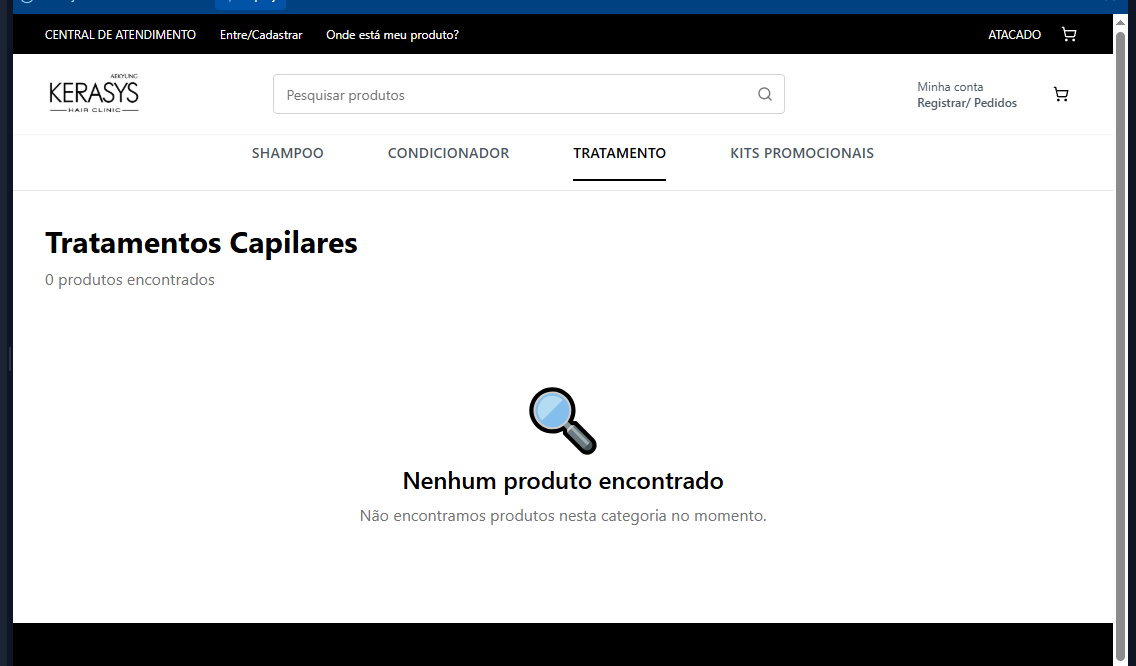 CENTRAL DE ATENDIMENTO Entre/Cadastrar Onde está meu produto? ATACADO
AEKYUNG
KERASYS
HAIR CLINIC
Pesquisar produtos
Minha conta
Registrar/ Pedidos
SHAMPOO CONDICIONADOR TRATAMENTO KITS PROMOCIONAIS
Tratamentos Capilares
0 produtos encontrados
Nenhum produto encontrado
Não encontramos produtos nesta categoria no momento.